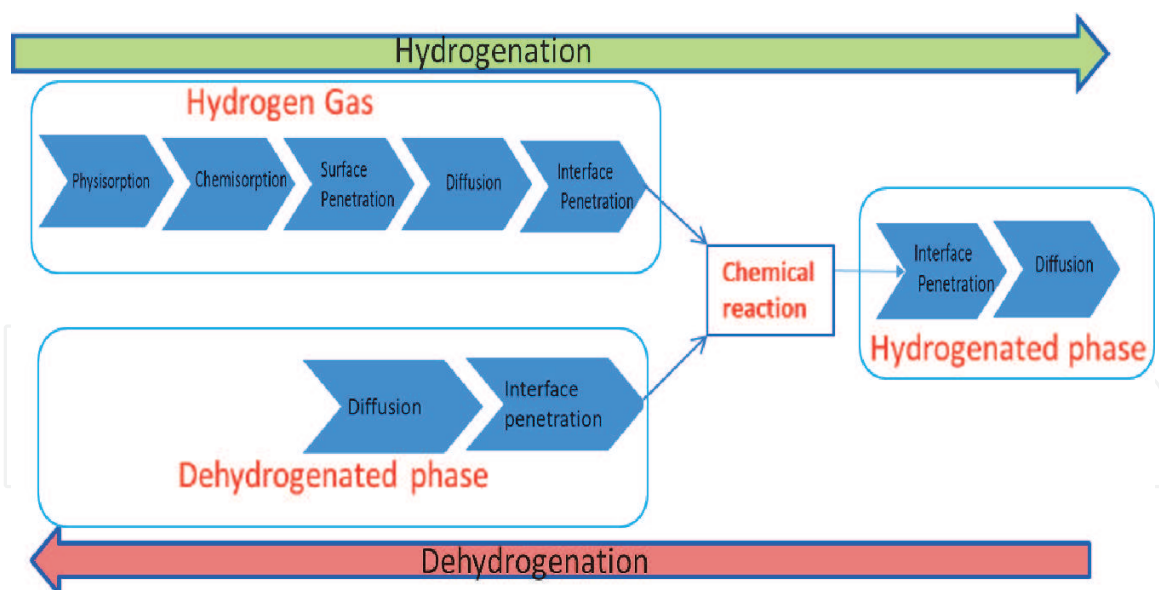 Hydrogenation
Hydrogen Gas
Physisorption
Chemisorption
Surface
Penetration
Diffusion
Interface
Penetration
Chemical
reaction
Interface
Penetration
Diffusion
Hydrogenated phase
Diffusion
Interface
penetration
Dehydrogenated phase
Dehydrogenation